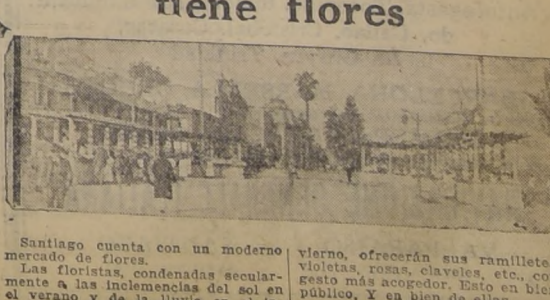 tiene flores
Santiago cuenta con un moderno
mercado de flores.
Las floristas, condenadas secular-
mente a las inclemencias del sol en
el verano y de la lluvia
vierno, ofrecerán sus ramillete
violetas, rosas, claveles, etc., co
gesto más acogedor. Esto en bie
público. Y en bien